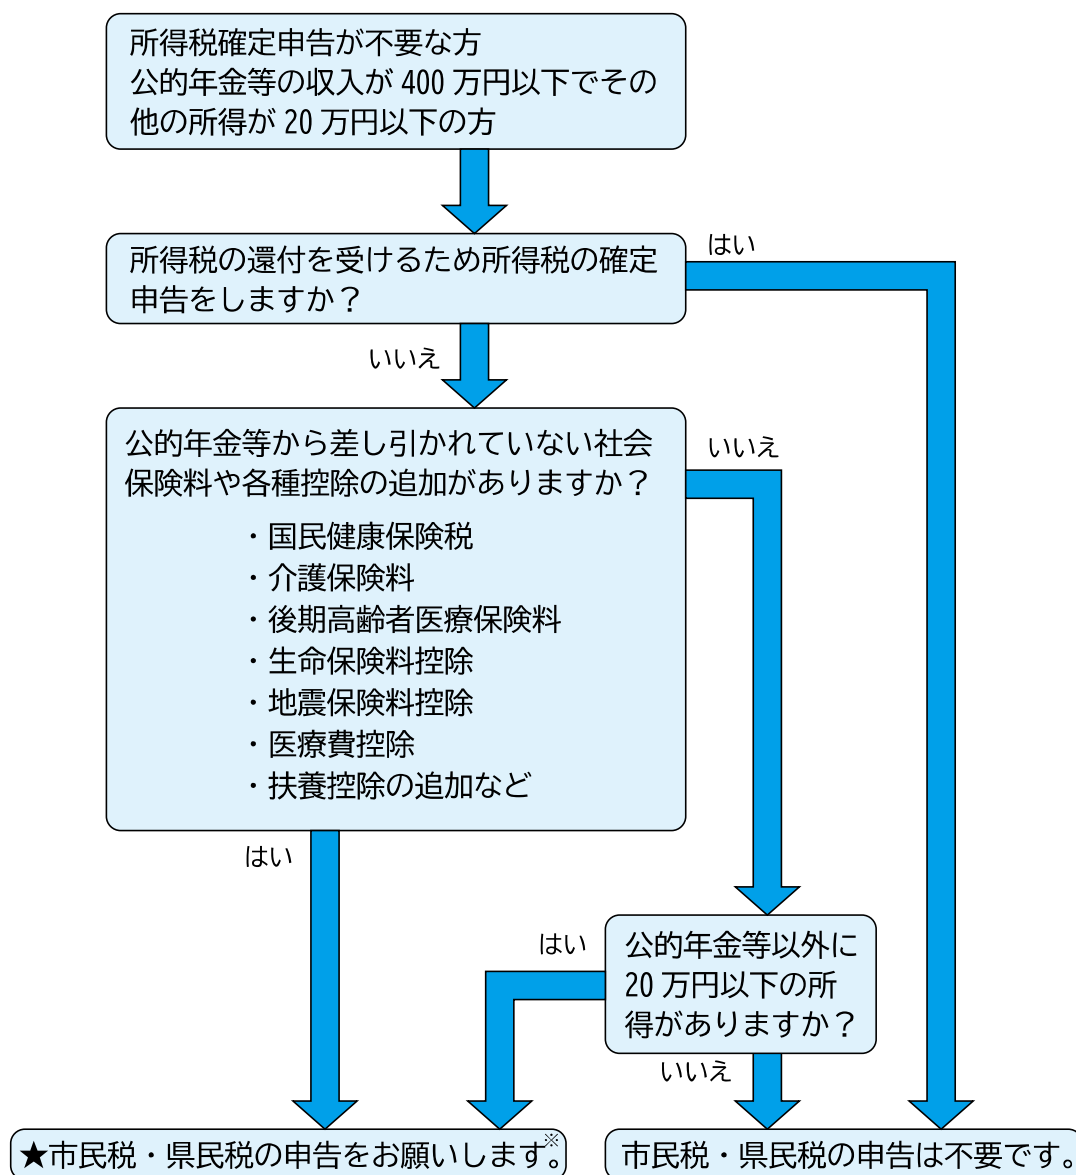 所得税確定申告が不要な方
公的年金等の収入が 400 万円以下でその
他の所得が 20 万円以下の方
所得税の還付を受けるため所得税の確定
申告をしますか？
はい
いいえ
公的年金等から差し引かれていない社会
保険料や各種控除の追加がありますか？
・国民健康保険税
・介護保険料
・後期高齢者医療保険料
・生命保険料控除
・地震保険料控除
・医療費控除
・扶養控除の追加など
いいえ
はい
公的年金等以外に
20 万円以下の所
得がありますか？
はい
いいえ
★市民税・県民税の申告をお願いします。※
市民税・県民税の申告は不要です。